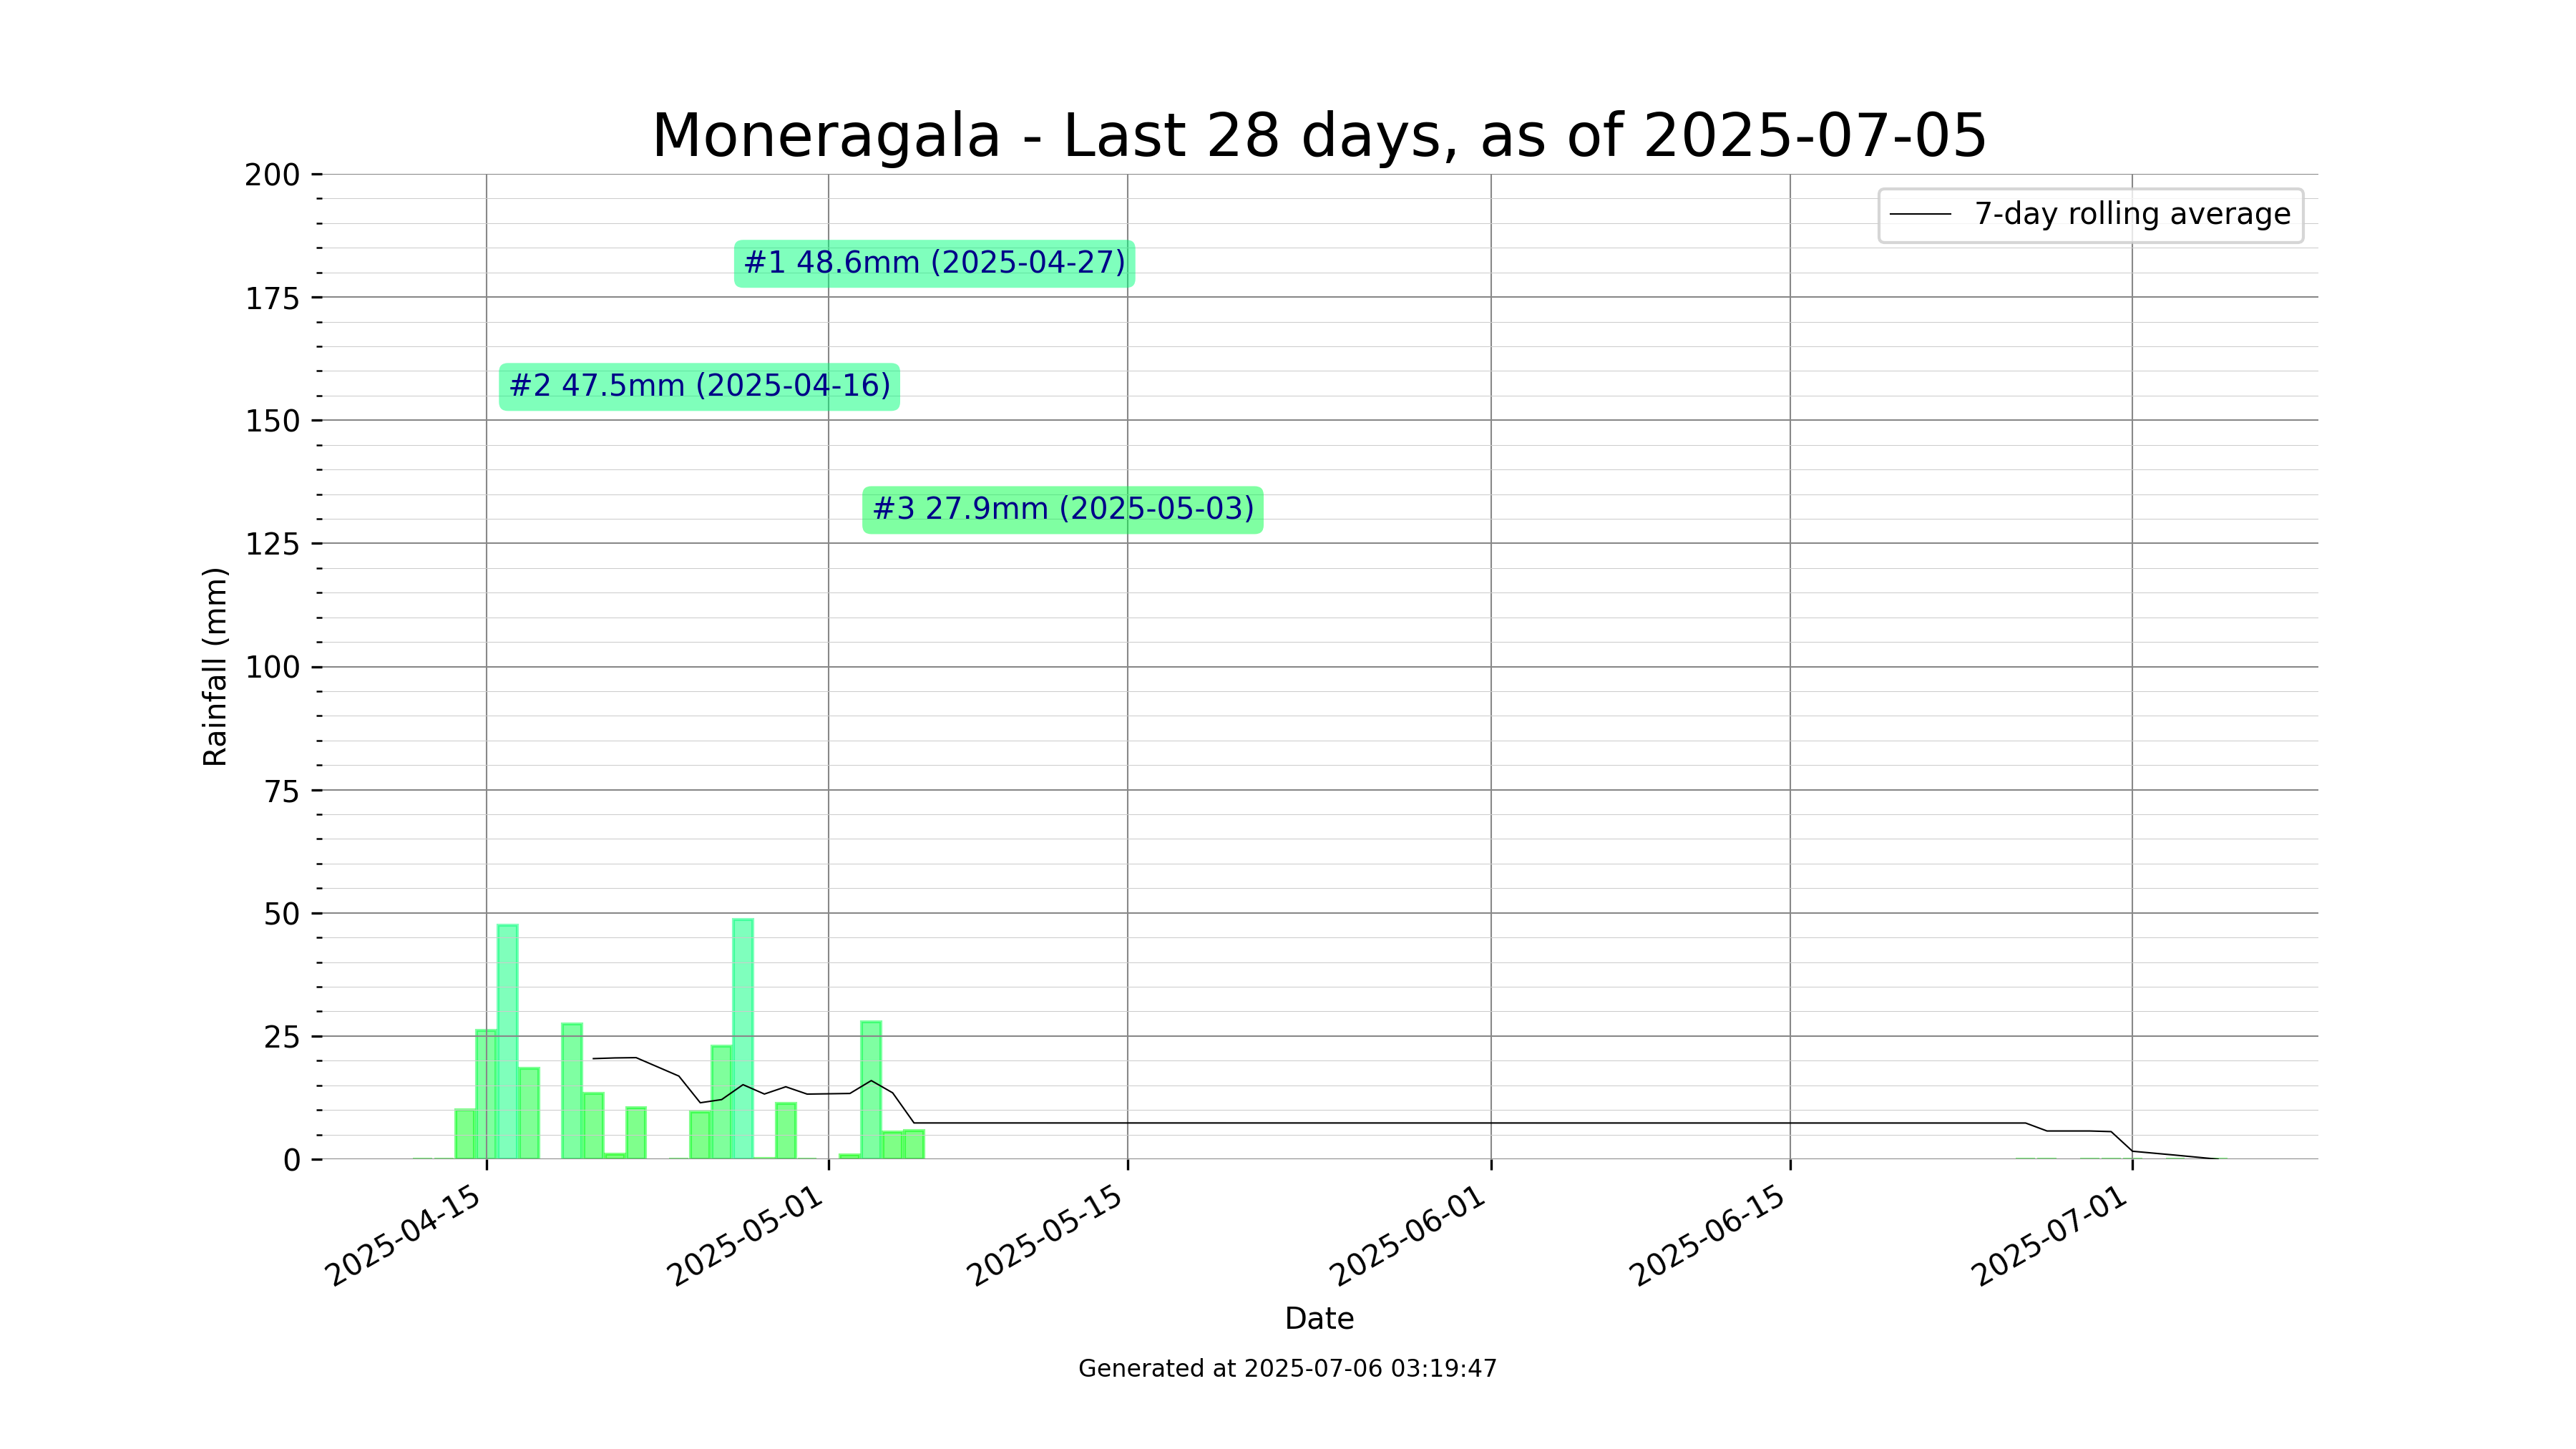 Moneragala - Last 28 days, as of 2025-07-05
200
175
150
125
100
75
50
25
0
Rainfall (mm)
7-day rolling average
#1 48.6mm (2025-04-27)
#2 47.5mm (2025-04-16)
#3 27.9mm (2025-05-03)
2025-04-15
2025-05-01
2025-05-15
2025-06-01
2025-06-15
2025-07-01
Date
Generated at 2025-07-06 03:19:47